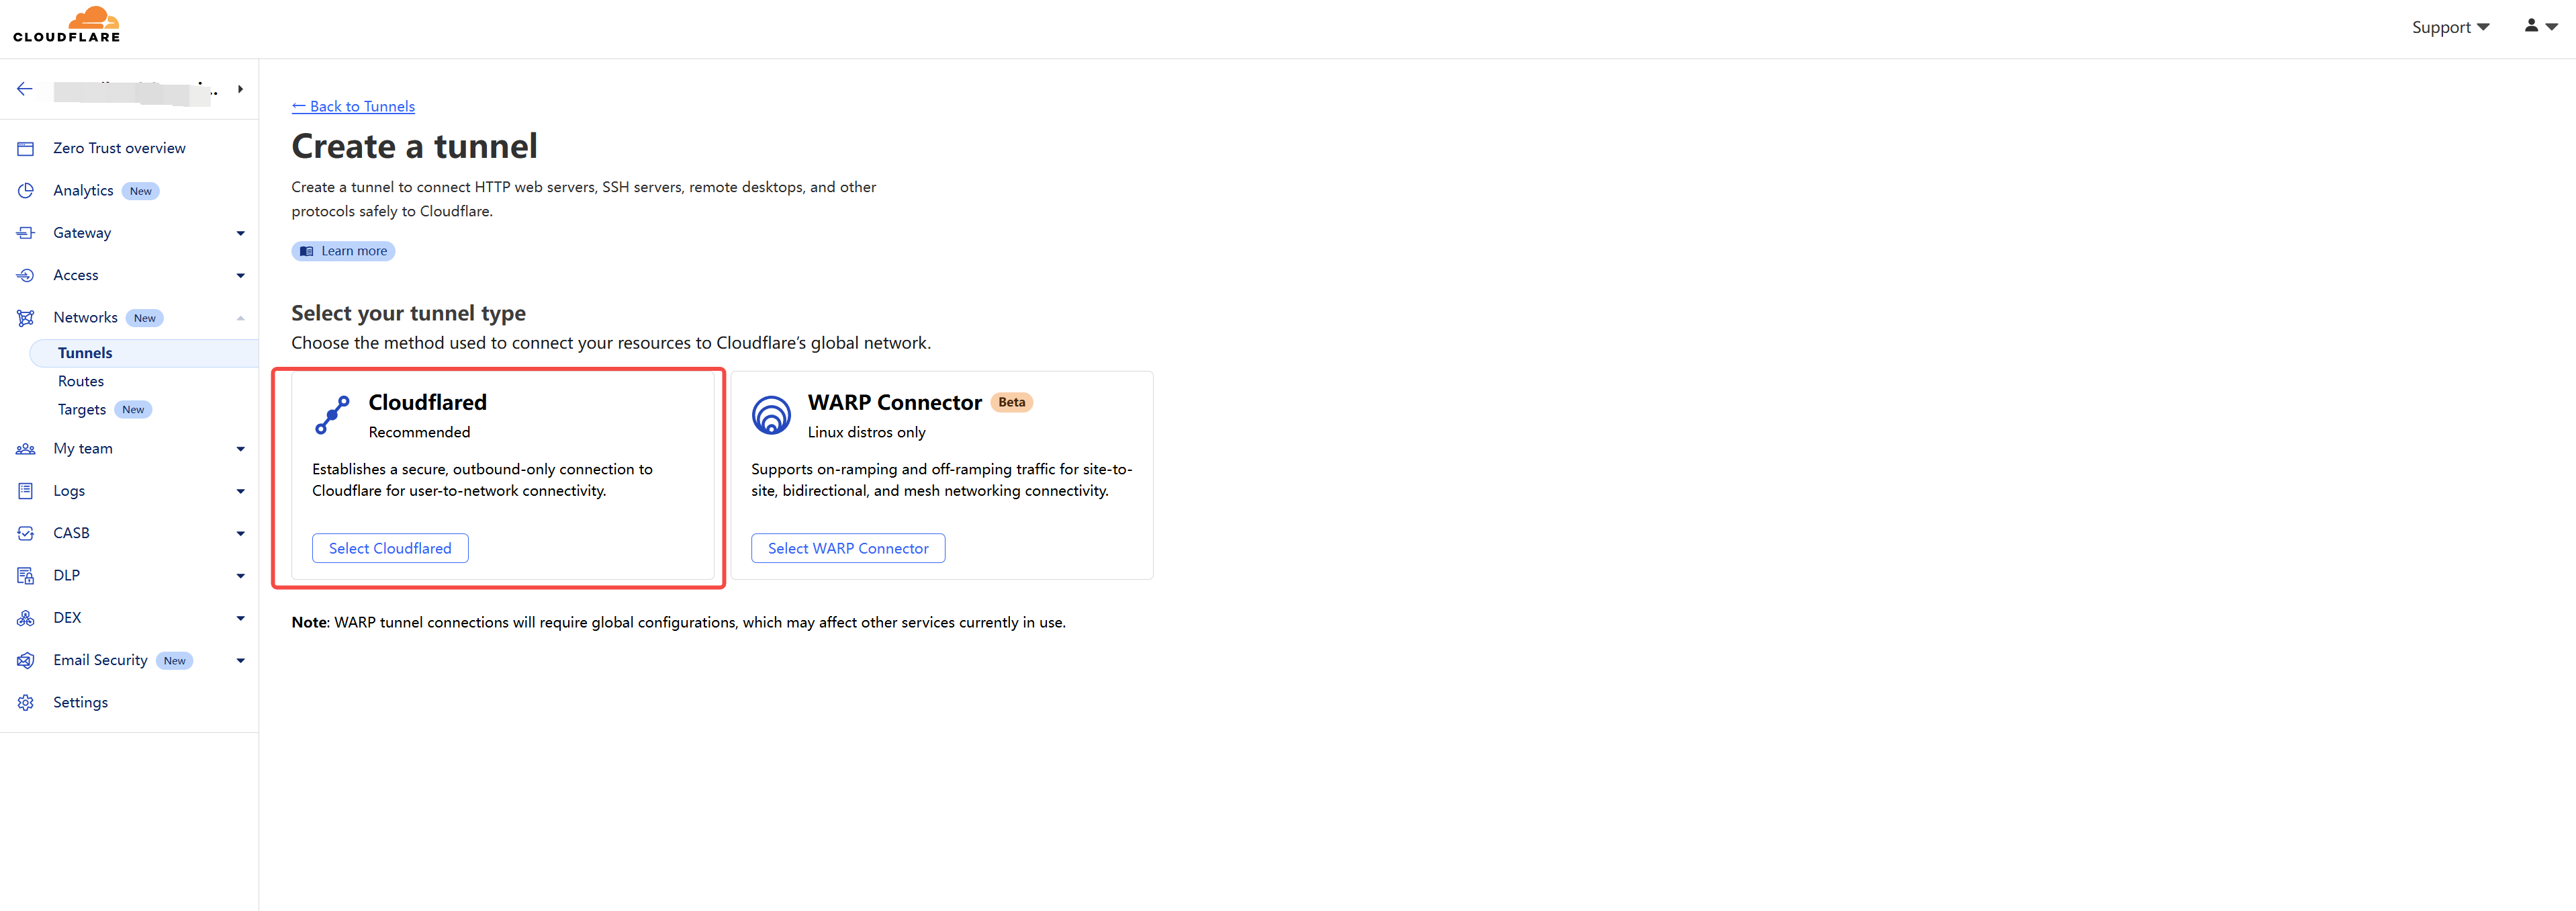 CLOUDFLARE
Support
← Back to Tunnels
Create a tunnel
Create a tunnel to connect HTTP web servers, SSH servers, remote desktops, and other
protocols safely to Cloudflare.
Learn more
Zero Trust overview
Analytics New
Gateway
Access
Networks New
Tunnels
Routes
Targets New
My team
Logs
CASB
DLP
DEX
Email Security New
Settings
Select your tunnel type
Choose the method used to connect your resources to Cloudflare’s global network.
Cloudflared
Recommended
Establishes a secure, outbound-only connection to
Cloudflare for user-to-network connectivity.
Select Cloudflared
WARP Connector Beta
Linux distros only
Supports on-ramping and off-ramping traffic for site-to-
site, bidirectional, and mesh networking connectivity.
Select WARP Connector
Note: WARP tunnel connections will require global configurations, which may affect other services currently in use.